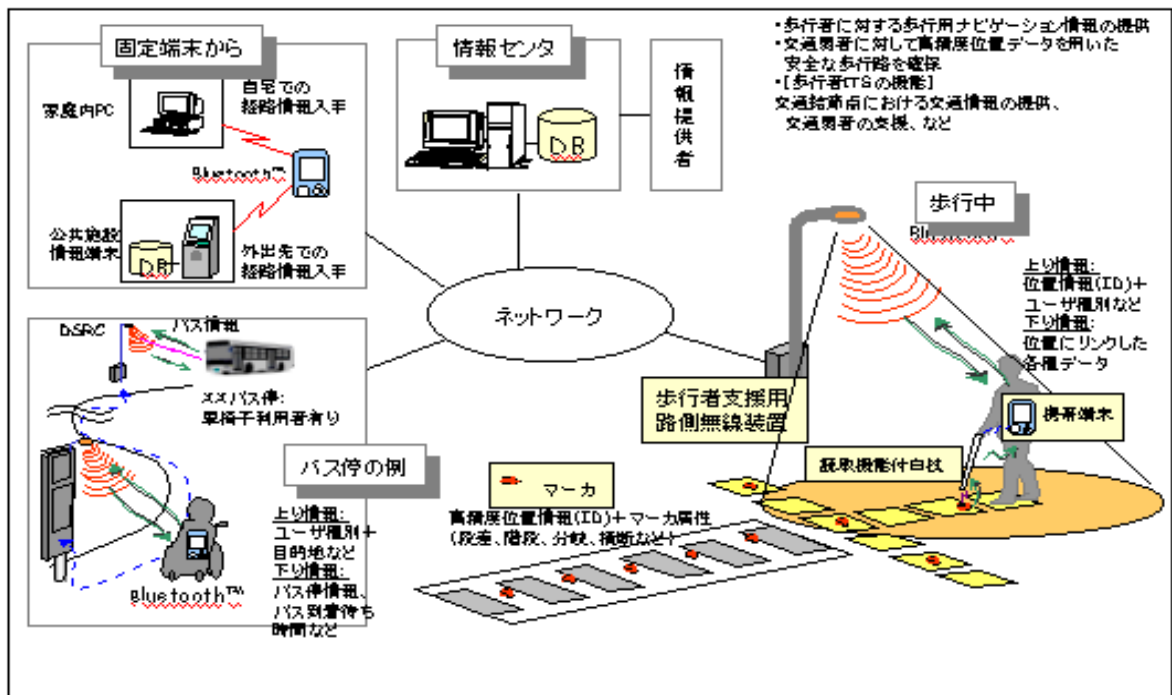 ・歩行者に対する歩行用ナビゲーション情報の提供
・交通弱者に対して高精度位置データを用いた
安全な歩行路を確保
・[歩行者ITSの機能]
交通結節点における交通情報の提供、
交通弱者の支援、など
固定端末から
家庭内PC
自宅での
経路情報入手
Bluetooth™
公共施設
情報端末
DB
外出先での
経路情報入手
情報センタ
DB
情報提供者
ネットワーク
DSRC
バス情報
××バス停:
車椅子利用者有り
バス停の例
上り情報:
ユーザ種別+
目的地など
下り情報:
バス停情報、
バス到着待ち
時間など
Bluetooth™
歩行中
Bluetooth
上り情報:
位置情報(ID)+
ユーザ種別など
下り情報:
位置にリンクした
各種データ
歩行者支援用
路側無線装置
携帯端末
読取機能付白杖
マーカ
高精度位置情報(ID)+マーカ属性
(段差、階段、分岐、横断など)